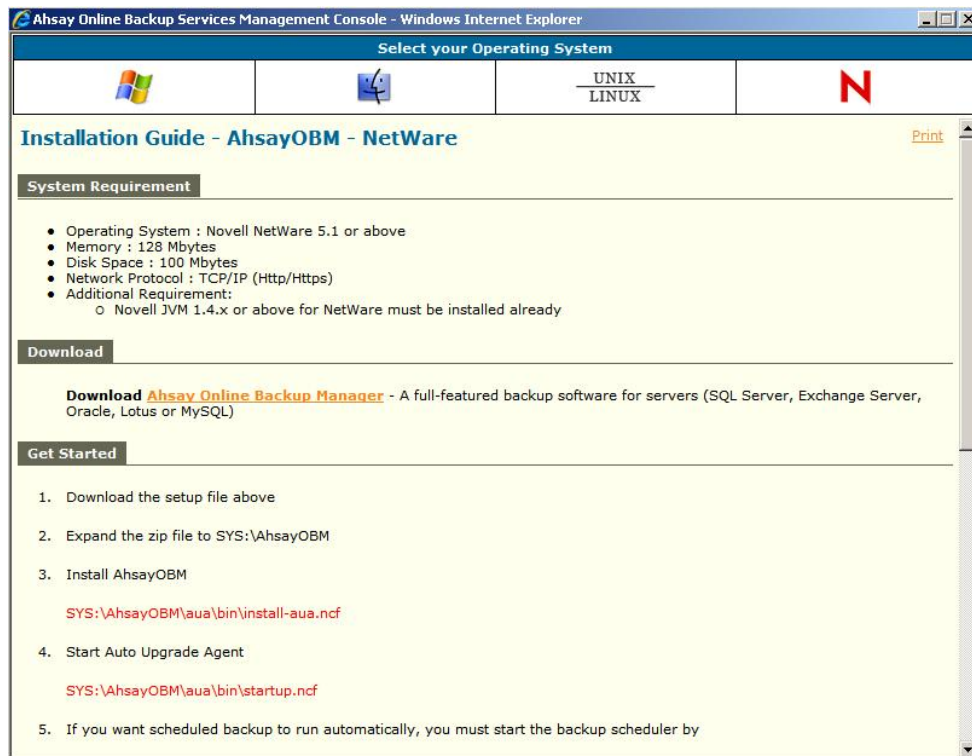 Ahsay Online Backup Services Management Console - Windows Internet Explorer
Select your Operating System
UNIX
LINUX
N
Installation Guide - AhsayOBM - NetWare
Print
System Requirement
• Operating System : Novell NetWare 5.1 or above
• Memory : 128 Mbytes
• Disk Space : 100 Mbytes
• Network Protocol : TCP/IP (Http/Https)
• Additional Requirement:
o Novell JVM 1.4.x or above for NetWare must be installed already
Download
Download Ahsay Online Backup Manager - A full-featured backup software for servers (SQL Server, Exchange Server,
Oracle, Lotus or MySQL)
Get Started
1. Download the setup file above
2. Expand the zip file to SYS:\AhsayOBM
3. Install AhsayOBM
SYS:\AhsayOBM\aua\bin\install-aua.ncf
4. Start Auto Upgrade Agent
SYS:\AhsayOBM\aua\bin\startup.ncf
5. If you want scheduled backup to run automatically, you must start the backup scheduler by